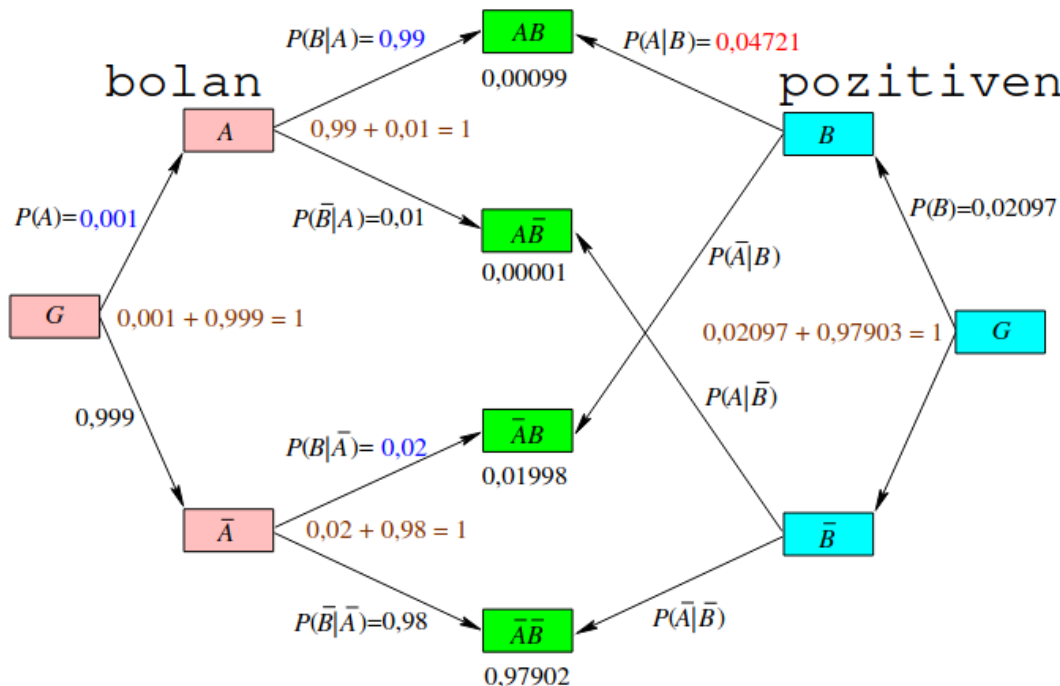 P(B|A)= 0,99
AB
P(A|B)= 0,04721
0,00099
bolan
pozitiven
A
0,99 + 0,01 = 1
B
P(A)= 0,001
P(B̅|A)=0,01
AB̅
P(B)=0,02097
0,00001
P(A̅|B)
G
0,001 + 0,999 = 1
0,02097 + 0,97903 = 1
G
0,999
P(A|B̅)
P(B|A̅)= 0,02
A̅B
0,01998
A̅
0,02 + 0,98 = 1
B̅
P(B̅|A̅)=0,98
A̅B̅
P(A̅|B̅)
0,97902